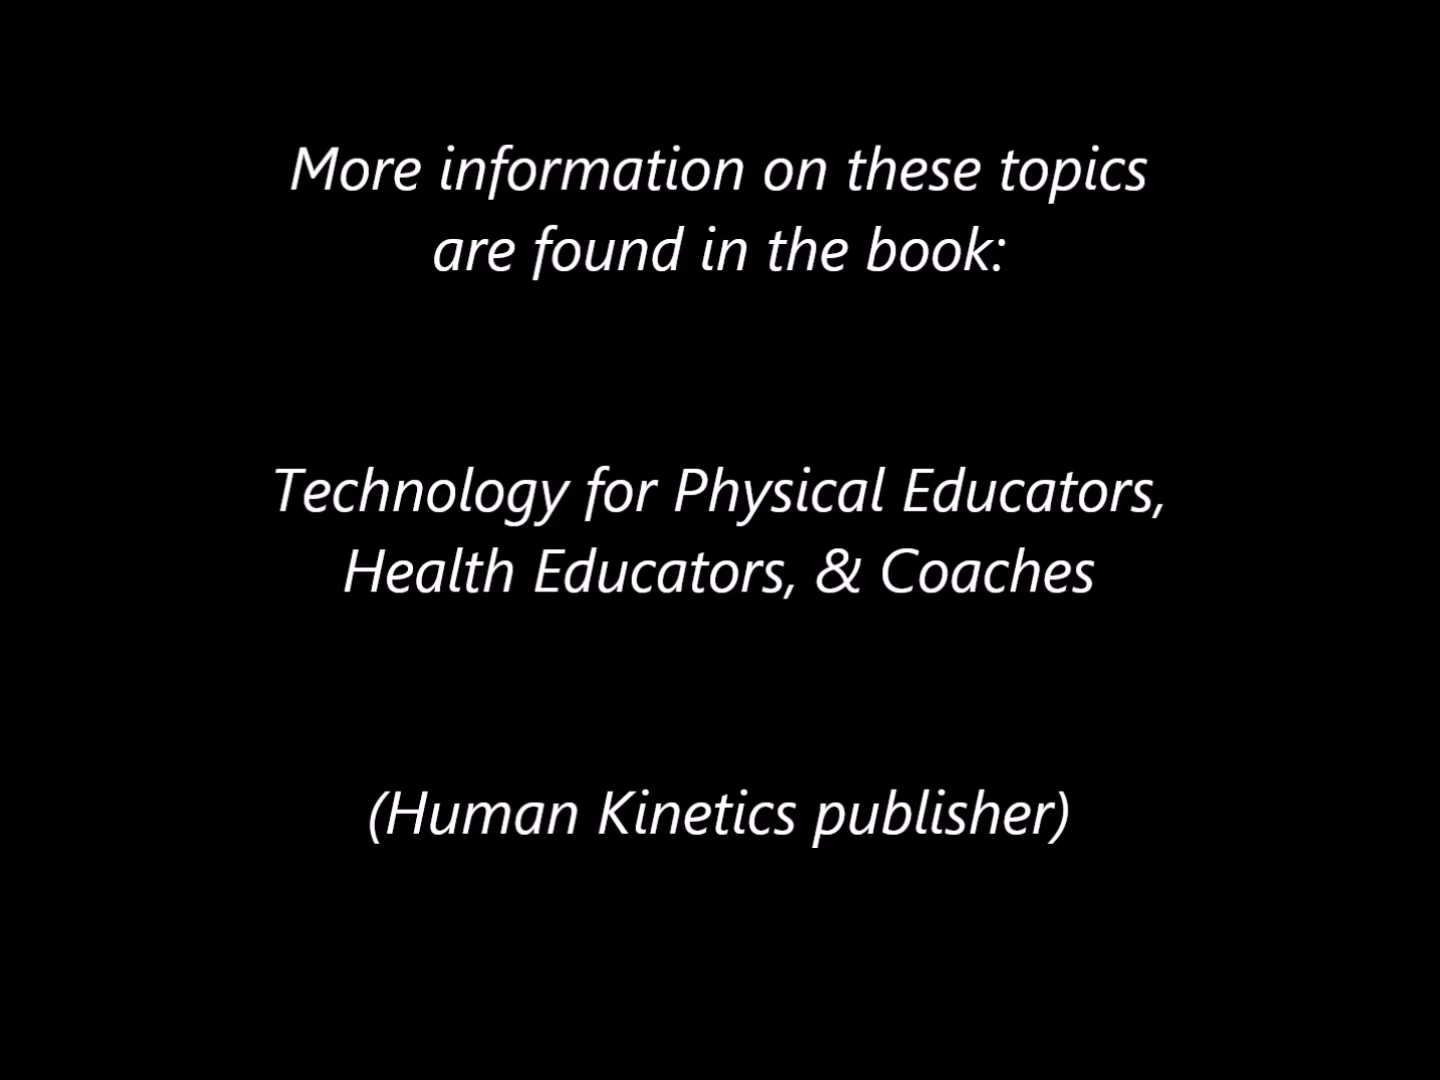 More information on these topics
are found in the book:
Technology for Physical Educators,
Health Educators, & Coaches
(Human Kinetics publisher)